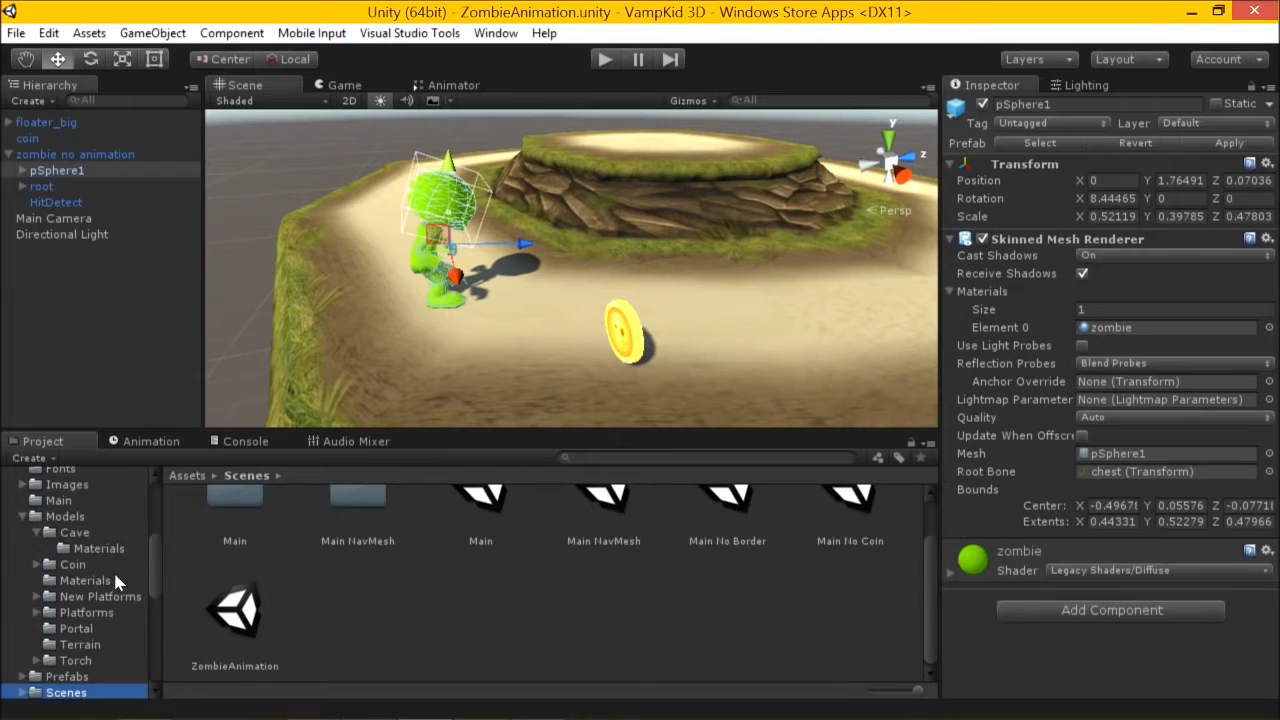 Unity (64bit) - ZombieAnimation.unity - VampKid 3D - Windows Store Apps <DX11>
File Edit Assets GameObject Component Mobile Input Visual Studio Tools Window Help
Center Local Layers Layout Account
Hierarchy
Create All
floater_big
coin
zombie no animation
pSphere1
root
HitDetect
Main Camera
Directional Light
Scene Game Animator
Shaded 2D Gizmos All
y
z
Persp
Inspector Lighting
pSphere1 Static
Tag Untagged Layer Default
Prefab Select Revert Apply
Transform
Position X 0 Y 1.76491 Z 0.07036
Rotation X 8.44465 Y 0 Z 0
Scale X 0.52119 Y 0.39785 Z 0.47803
Skinned Mesh Renderer
Cast Shadows On
Receive Shadows
Materials
Size 1
Element 0 zombie
Use Light Probes
Reflection Probes Blend Probes
Anchor Override None (Transform)
Lightmap Parameter None (Lightmap Parameters)
Quality Auto
Update When Offscr
Mesh pSphere1
Root Bone chest (Transform)
Bounds
Center: X -0.4967 Y 0.05576 Z -0.0771
Extents: X 0.44331 Y 0.52279 Z 0.47966
zombie
Shader Legacy Shaders/Diffuse
Add Component
Project Animation Console Audio Mixer
Create
Fonts
Images
Main
Models
Cave
Materials
Coin
Materials
New Platforms
Platforms
Portal
Terrain
Torch
Prefabs
Scenes
Assets Scenes
Main Main NavMesh Main Main NavMesh Main No Border Main No Coin
ZombieAnimation